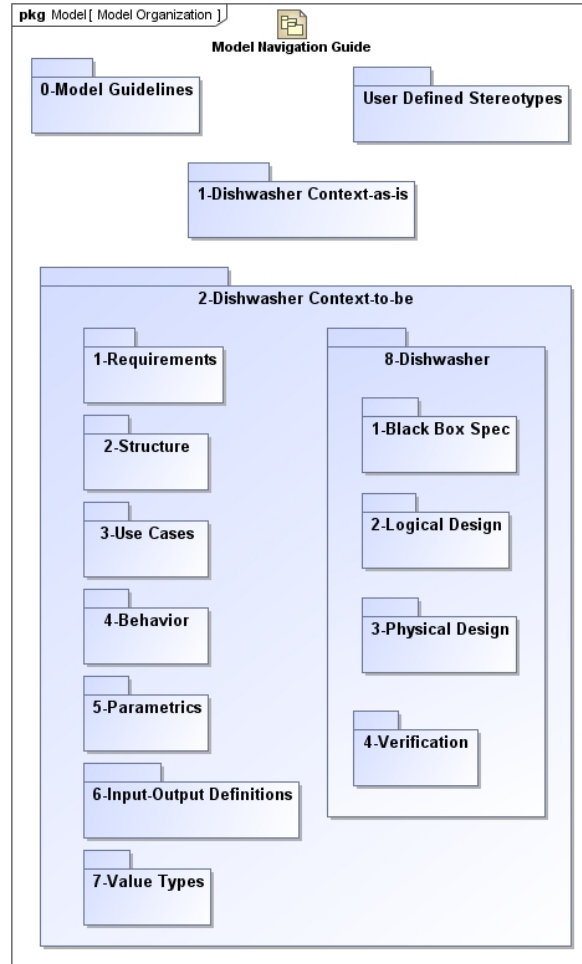 pkg Model [ Model Organization ]
Model Navigation Guide
0-Model Guidelines
User Defined Stereotypes
1-Dishwasher Context-as-is
2-Dishwasher Context-to-be
1-Requirements
2-Structure
3-Use Cases
4-Behavior
5-Parametrics
6-Input-Output Definitions
7-Value Types
8-Dishwasher
1-Black Box Spec
2-Logical Design
3-Physical Design
4-Verification